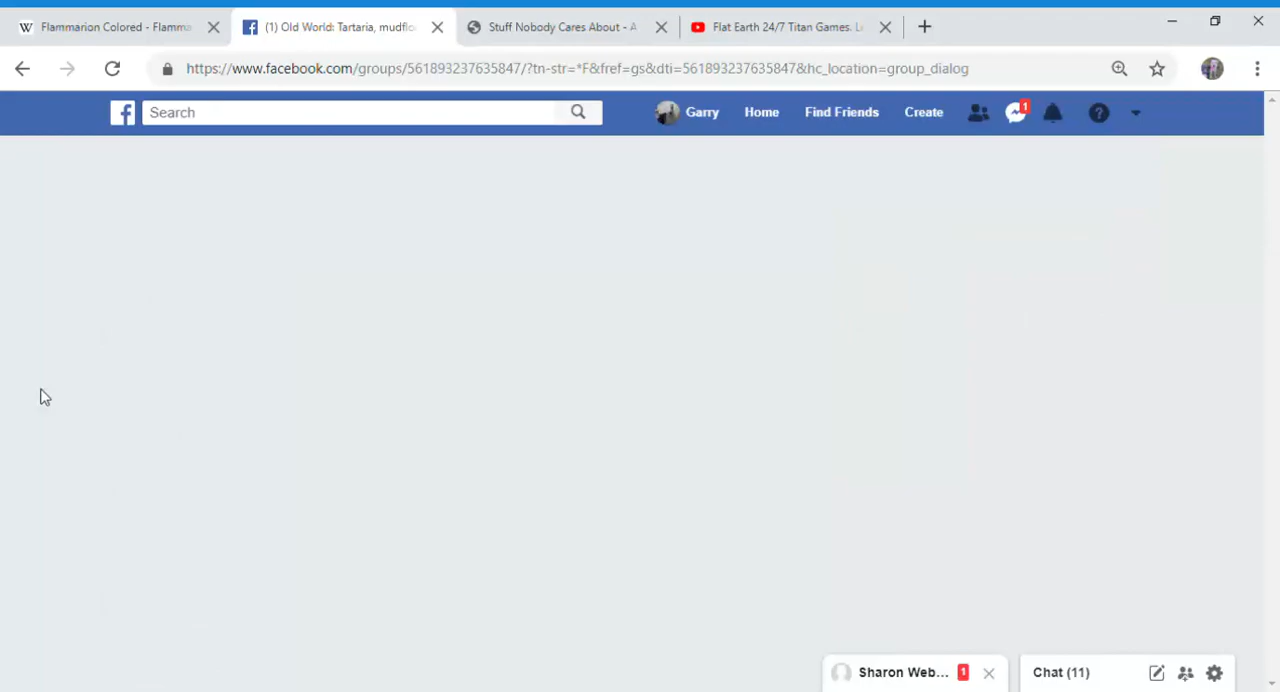 Flammarion Colored - Flamma
(1) Old World: Tartaria, mudflo
Stuff Nobody Cares About - A
Flat Earth 24/7 Titan Games. Le
https://www.facebook.com/groups/561893237635847/?tn-str=*F&fref=gs&dti=561893237635847&hc_location=group_dialog
Search
Garry
Home
Find Friends
Create
1
Sharon Web... 1
Chat (11)